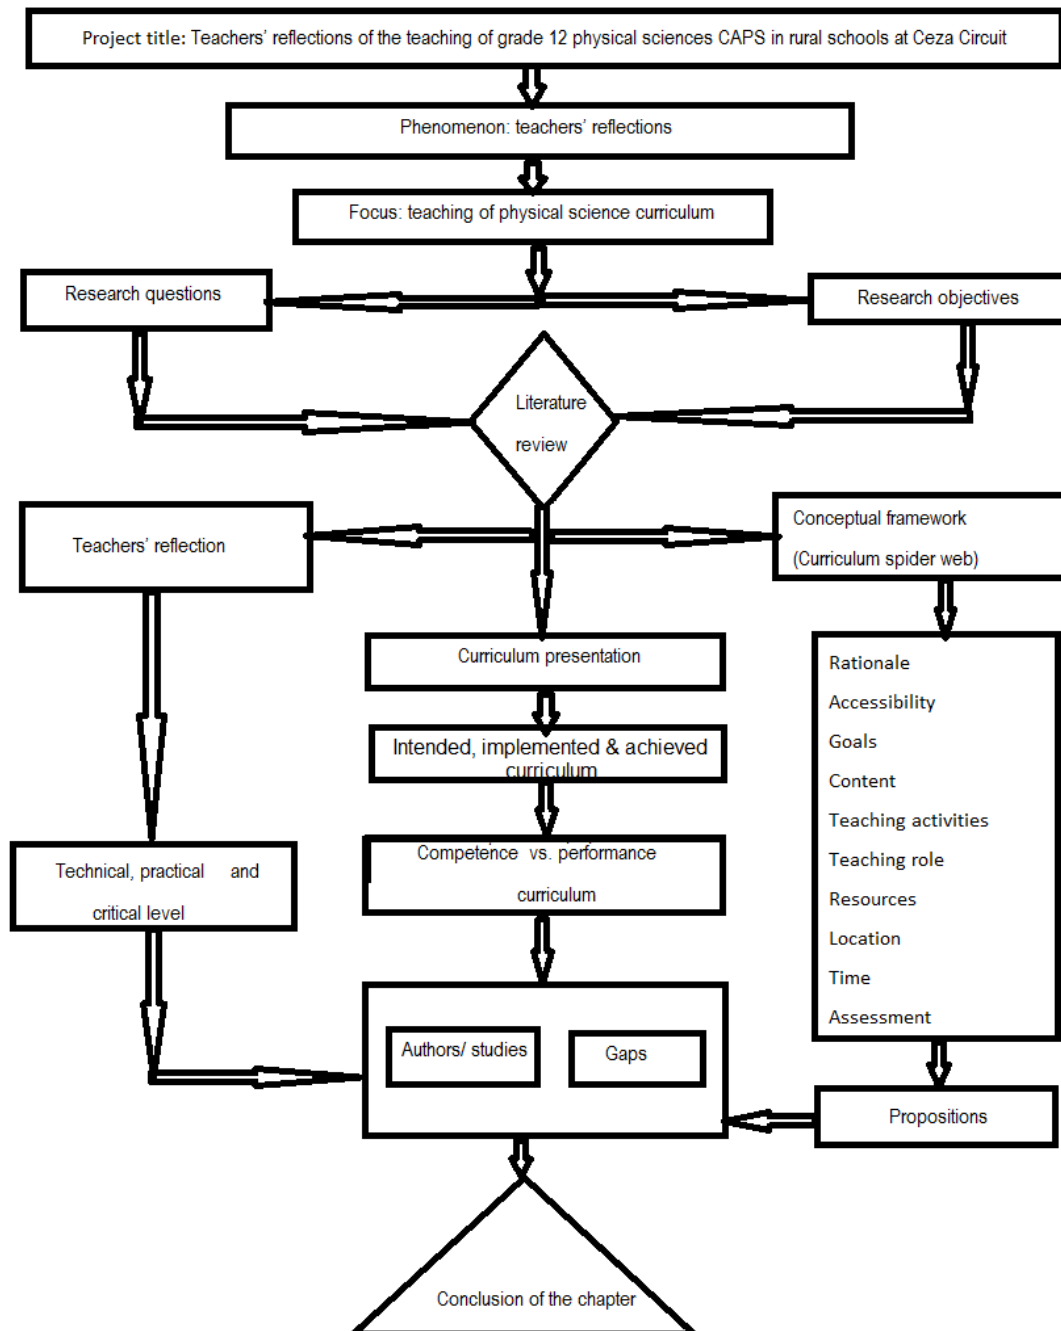 Project title: Teachers' reflections of the teaching of grade 12 physical sciences CAPS in rural schools at Ceza Circuit
Phenomenon: teachers' reflections
Focus: teaching of physical science curriculum
Research questions
Research objectives
Literature
review
Teachers' reflection
Conceptual framework
(Curriculum spider web)
Curriculum presentation
Intended, implemented & achieved
curriculum
Competence vs. performance
curriculum
Technical, practical and
critical level
Rationale
Accessibility
Goals
Content
Teaching activities
Teaching role
Resources
Location
Time
Assessment
Authors/ studies
Gaps
Propositions
Conclusion of the chapter